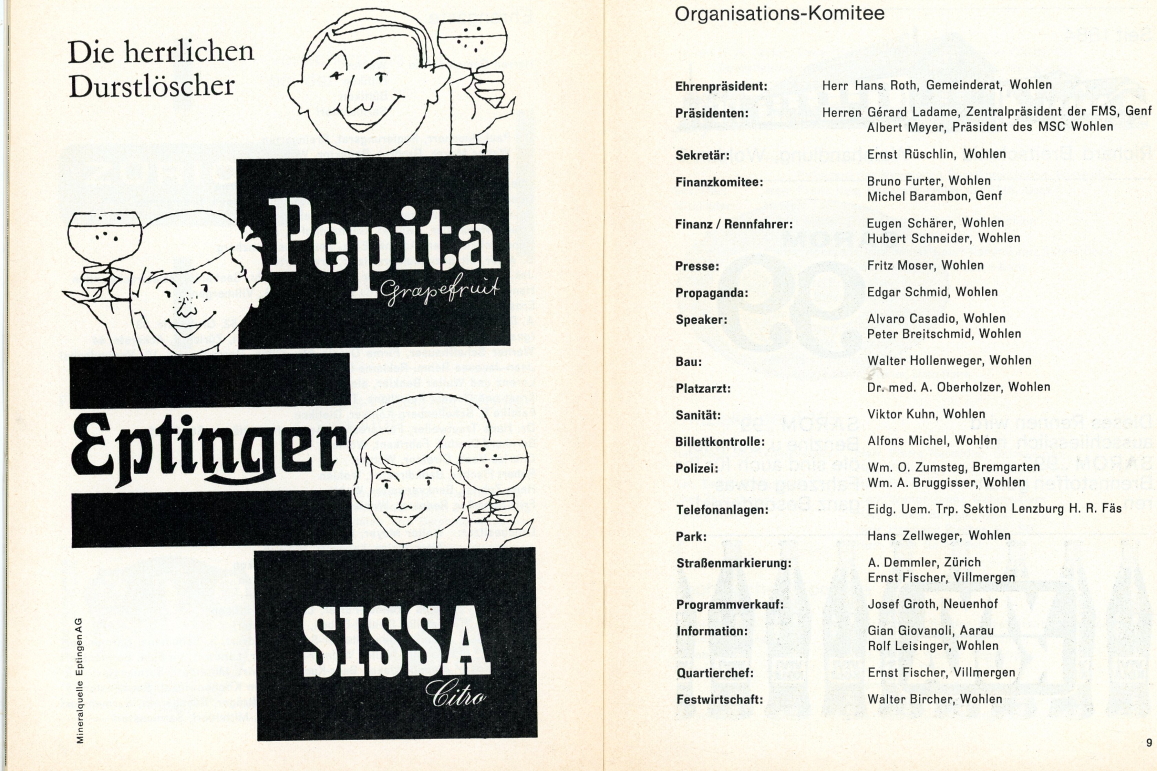 Die herrlichen
Durstlöscher
Pepita
Grapefruit
Eptinger
SISSA
Citro
Mineralquelle Eptingen AG
Organisations-Komitee
Ehrenpräsident: Herr Hans Roth, Gemeinderat, Wohlen
Präsidenten: Herren Gérard Ladame, Zentralpräsident der FMS, Genf
Albert Meyer, Präsident des MSC Wohlen
Sekretär: Ernst Rüschlin, Wohlen
Finanzkomitee: Bruno Furter, Wohlen
Michel Barambon, Genf
Finanz / Rennfahrer: Eugen Schärer, Wohlen
Hubert Schneider, Wohlen
Presse: Fritz Moser, Wohlen
Propaganda: Edgar Schmid, Wohlen
Speaker: Alvaro Casadio, Wohlen
Peter Breitschmid, Wohlen
Bau: Walter Hollenweger, Wohlen
Platzarzt: Dr. med. A. Oberholzer, Wohlen
Sanität: Viktor Kuhn, Wohlen
Billettkontrolle: Alfons Michel, Wohlen
Polizei: Wm. O. Zumsteg, Bremgarten
Wm. A. Bruggisser, Wohlen
Telefonanlagen: Eidg. Uem. Trp. Sektion Lenzburg H. R. Fäs
Park: Hans Zellweger, Wohlen
Straßenmarkierung: A. Demmler, Zürich
Ernst Fischer, Villmergen
Programmverkauf: Josef Groth, Neuenhof
Information: Gian Giovanoli, Aarau
Rolf Leisinger, Wohlen
Quartierchef: Ernst Fischer, Villmergen
Festwirtschaft: Walter Bircher, Wohlen
9